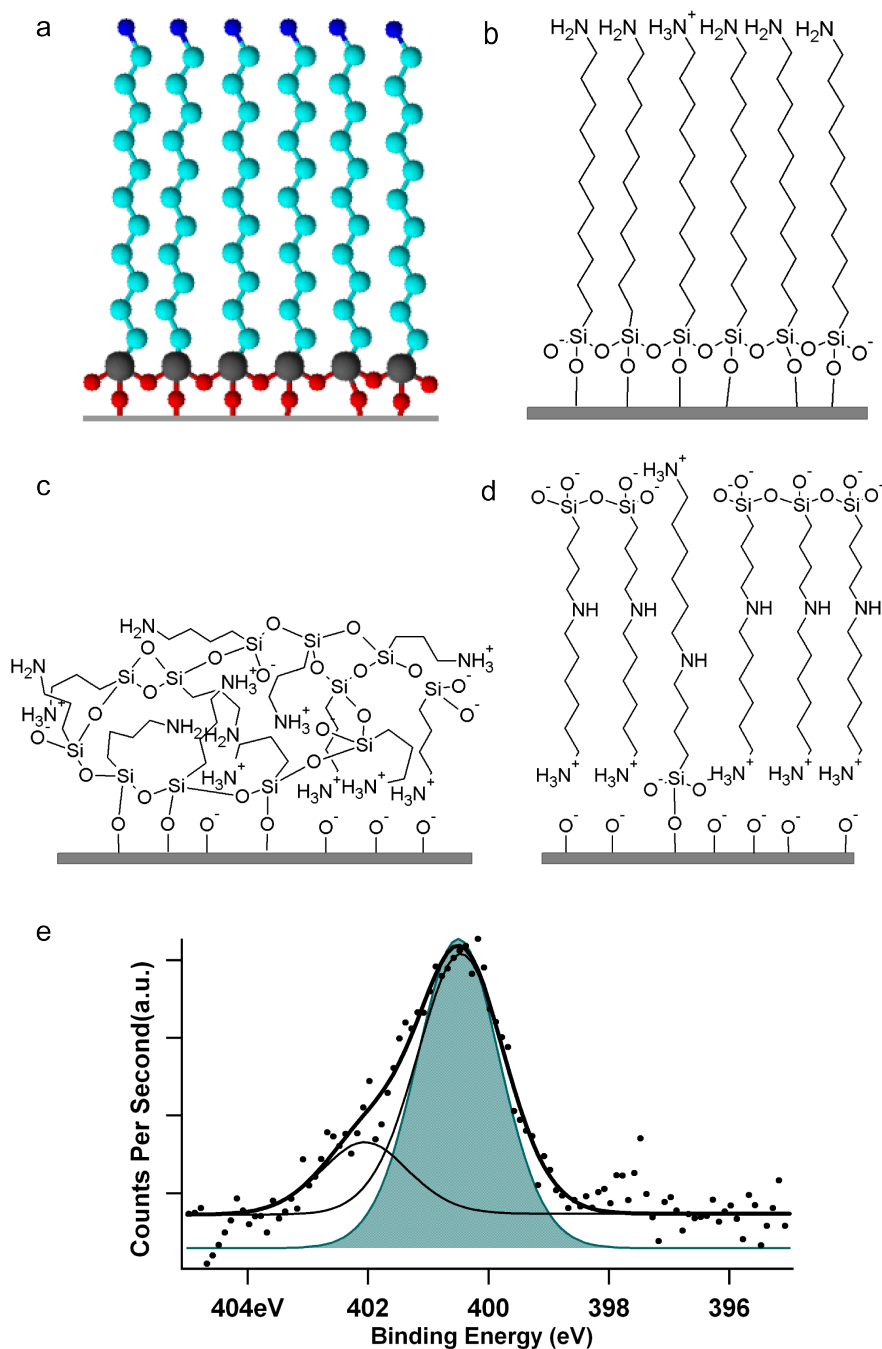 a
b
H2N H2N H3N+ H2N H2N H2N
Si Si Si Si Si Si
O- O O O O O O-
O O O O O O
c
H2N O Si O
O Si O Si NH3+
H2N Si O Si O- NH3+ Si O Si O-
H3N+ O NH2 H2N NH3+ O- O O-
O- Si O Si
O Si H3N+ Si O
O Si O H3N+ H3N+ H3N+
O O O- O O- O- O-
d
H3N+
O- O- O- O- O-
O- Si O Si O- O- Si O Si O Si O-
NH NH NH NH NH
NH
H3N+ H3N+ H3N+ H3N+ H3N+
O- Si O-
O- O- O O- O- O- O-
e
Counts Per Second(a.u.)
404eV 402 400 398 396
Binding Energy (eV)